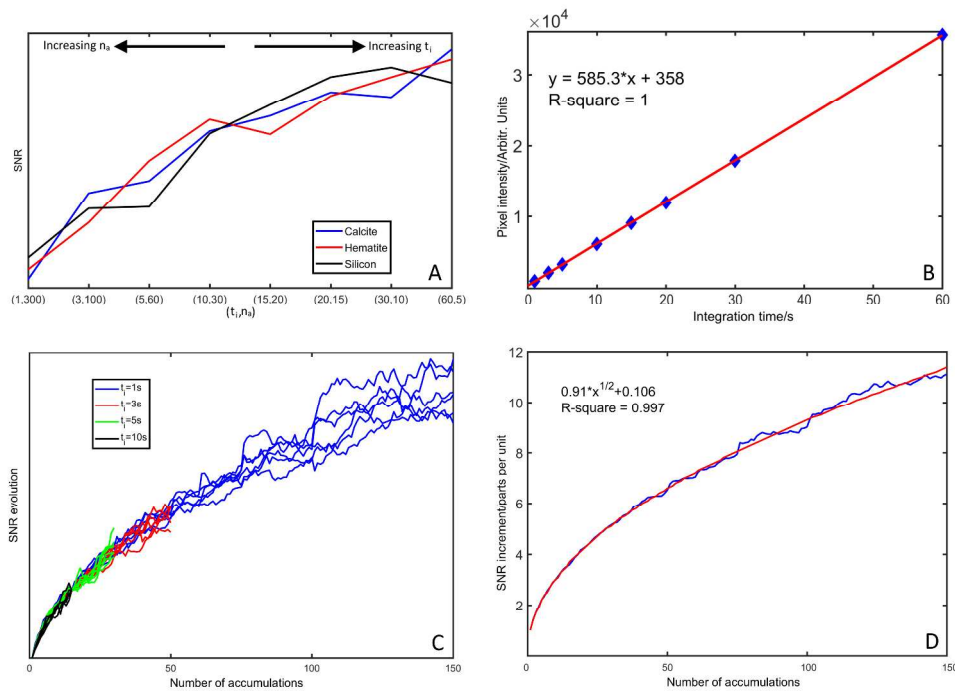 Increasing nₐ
Increasing tᵢ
SNR
Calcite
Hematite
Silicon
A
(1.300) (3.100) (5.60) (10.30) (15.20) (20.15) (30.10) (60.5)
(tᵢ,nₐ)
×10⁴
y = 585.3*x + 358
R-square = 1
Pixel intensity/Arbitr. Units
3
2
1
B
0 10 20 30 40 50 60
Integration time/s
tᵢ=1s
tᵢ=3s
tᵢ=5s
tᵢ=10s
SNR evolution
C
0 50 100 150
Number of accumulations
12
10
8
6
4
2
0.91*x^1/2+0.106
R-square = 0.997
SNR increment/parts per unit
D
0 50 100 150
Number of accumulations